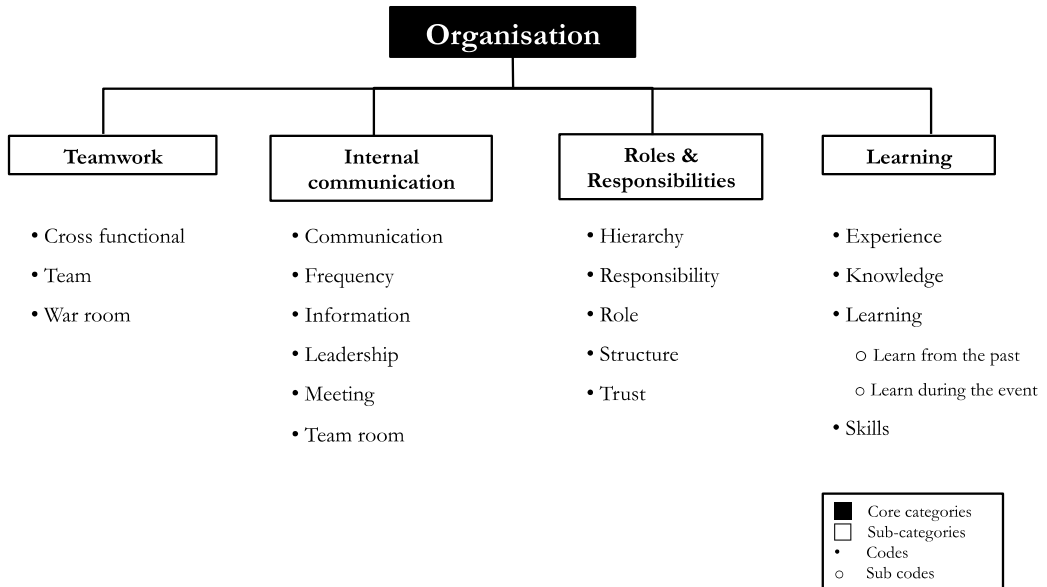 Organisation
Teamwork
Internal
communication
Roles &
Responsibilities
Learning
• Cross functional
• Team
• War room
• Communication
• Frequency
• Information
• Leadership
• Meeting
• Team room
• Hierarchy
• Responsibility
• Role
• Structure
• Trust
• Experience
• Knowledge
• Learning
○ Learn from the past
○ Learn during the event
• Skills
Core categories
Sub-categories
• Codes
○ Sub codes